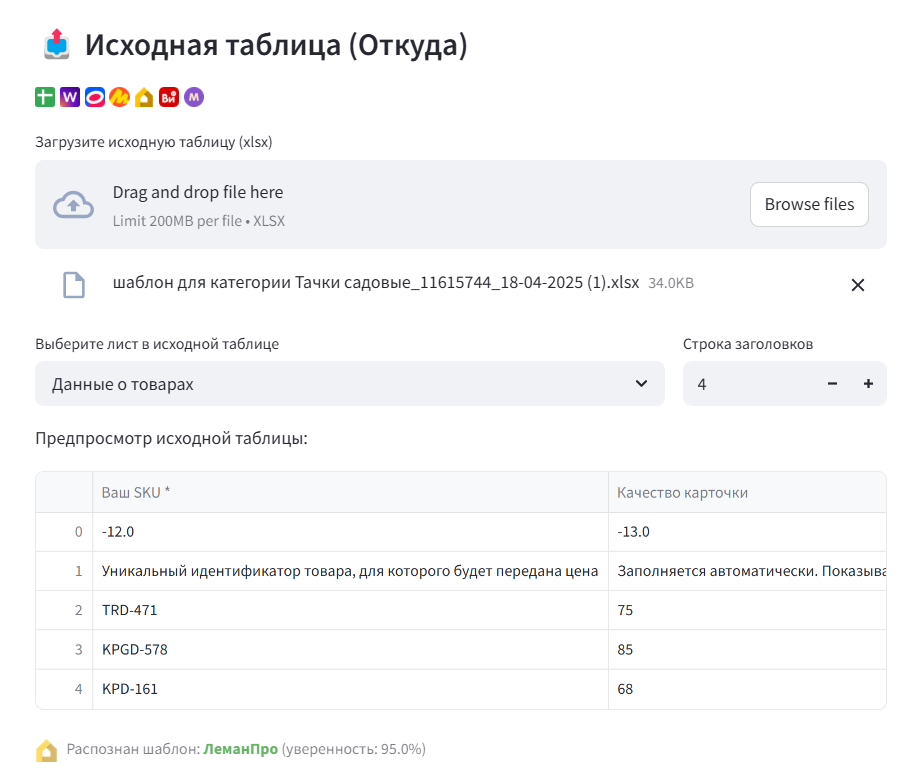 Исходная таблица (Откуда)
W Ви М
Загрузите исходную таблицу (xlsx)
Drag and drop file here
Limit 200MB per file • XLSX
Browse files
шаблон для категории Тачки садовые_11615744_18-04-2025 (1).xlsx 34.0KB
Выберите лист в исходной таблице
Строка заголовков
Данные о товарах
4
Предпросмотр исходной таблицы:
Ваш SKU * Качество карточки
0 -12.0 -13.0
1 Уникальный идентификатор товара, для которого будет передана цена Заполняется автоматически. Показыва
2 TRD-471 75
3 KPGD-578 85
4 KPD-161 68
Распознан шаблон: ЛеманПро (уверенность: 95.0%)